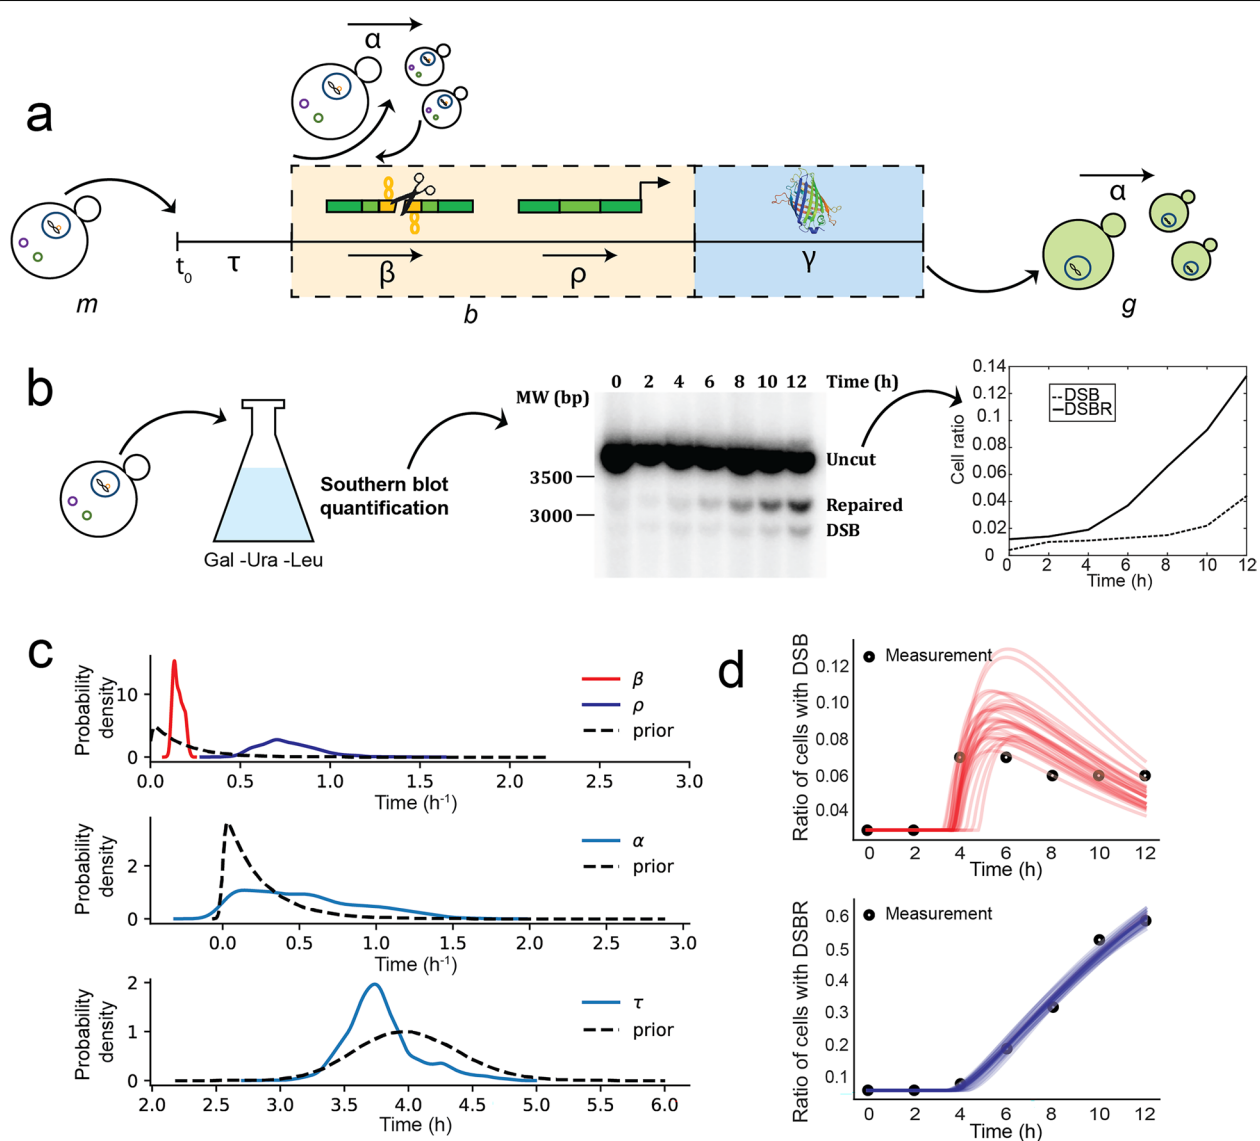 a
α
m
t0
τ
β
ρ
b
γ
α
g
b
Gal -Ura -Leu
Southern blot
quantification
MW (bp)
0 2 4 6 8 10 12 Time (h)
3500
3000
Uncut
Repaired
DSB
Cell ratio
0.14
0.12
0.1
0.08
0.06
0.04
0.02
0
DSB
DSBR
0 2 4 6 8 10 12
Time (h)
c
Probability
density
10
0
β
ρ
prior
0.0 0.5 1.0 1.5 2.0 2.5 3.0
Time (h-1)
Probability
density
2
0
α
prior
0.0 0.5 1.0 1.5 2.0 2.5 3.0
Time (h-1)
Probability
density
2
1
0
τ
prior
2.0 2.5 3.0 3.5 4.0 4.5 5.0 5.5 6.0
Time (h)
d
Ratio of cells with DSB
Measurement
0.12
0.10
0.08
0.06
0.04
0 2 4 6 8 10 12
Time (h)
Ratio of cells with DSBR
Measurement
0.6
0.5
0.4
0.3
0.2
0.1
0 2 4 6 8 10 12
Time (h)